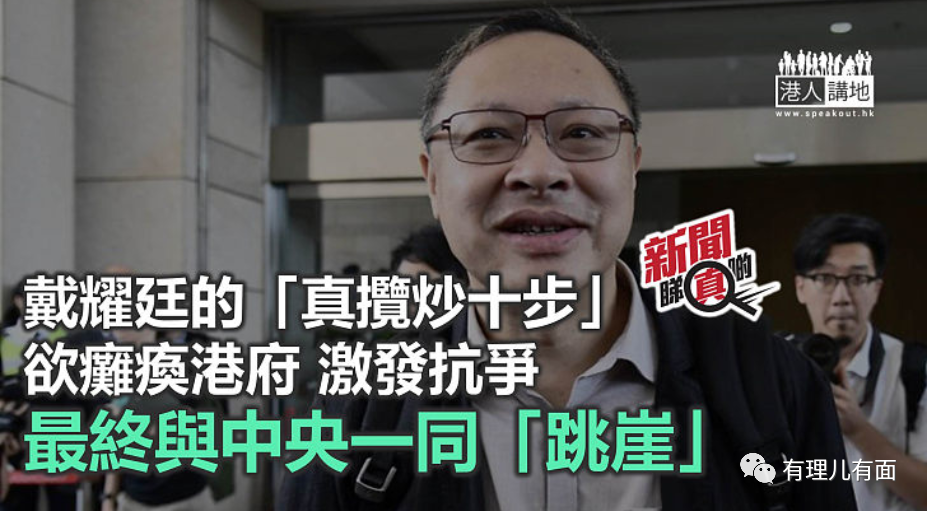 港人講地
www.speakout.hk
新聞
睇真啲
戴耀廷的「真攬炒十步」
欲癱瘓港府 激發抗爭
最終與中央一同「跳崖」
有理儿有面